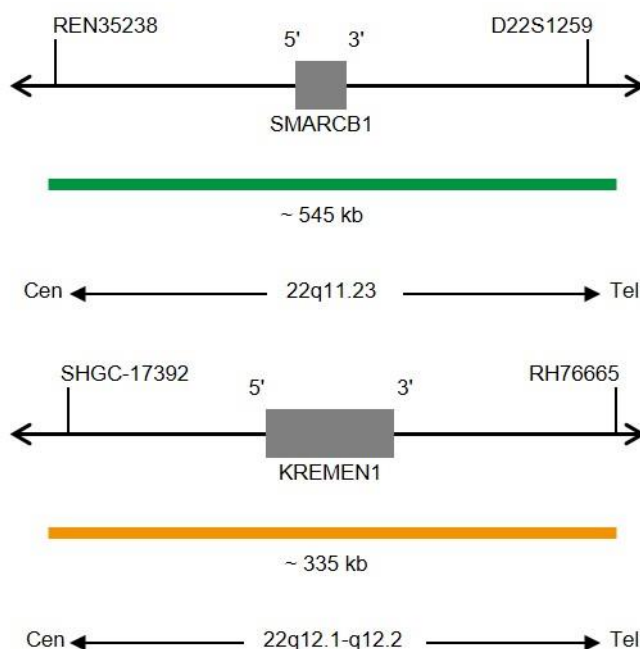 REN35238 5' 3' D22S1259
SMARCB1
~ 545 kb
Cen 22q11.23 Tel
SHGC-17392 5' 3' RH76665
KREMEN1
~ 335 kb
Cen 22q12.1-q12.2 Tel